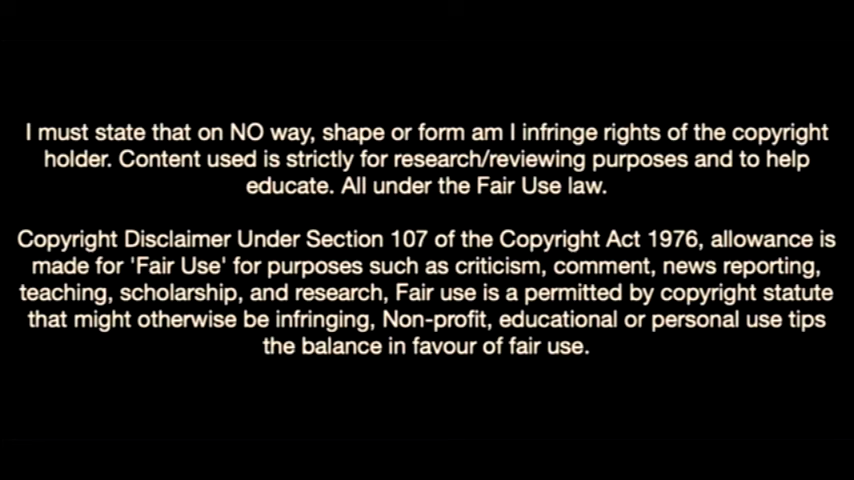 I must state that on NO way, shape or form am I infringe rights of the copyright
holder. Content used is strictly for research/reviewing purposes and to help
educate. All under the Fair Use law.
Copyright Disclaimer Under Section 107 of the Copyright Act 1976, allowance is
made for 'Fair Use' for purposes such as criticism, comment, news reporting,
teaching, scholarship, and research, Fair use is a permitted by copyright statute
that might otherwise be infringing, Non-profit, educational or personal use tips
the balance in favour of fair use.